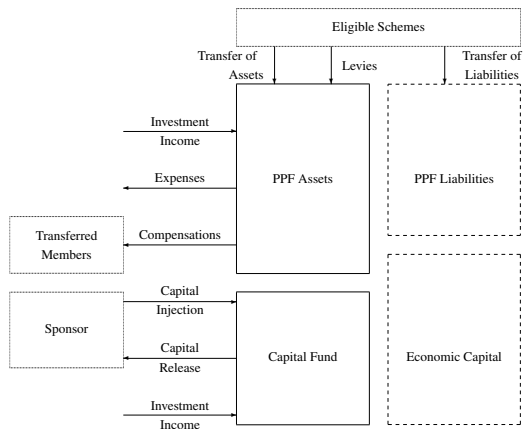 Eligible Schemes
Transfer of
Assets
Levies
Transfer of
Liabilities
Investment
Income
Expenses
PPF Assets
PPF Liabilities
Transferred
Members
Compensations
Capital
Injection
Sponsor
Capital
Release
Capital Fund
Economic Capital
Investment
Income